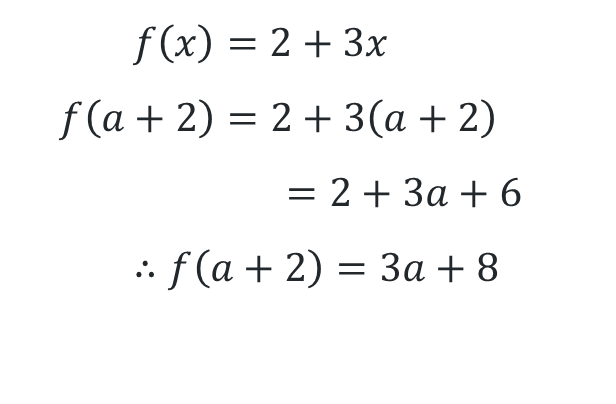 f(x) = 2 + 3x
f(a + 2) = 2 + 3(a + 2)
= 2 + 3a + 6
∴ f(a + 2) = 3a + 8